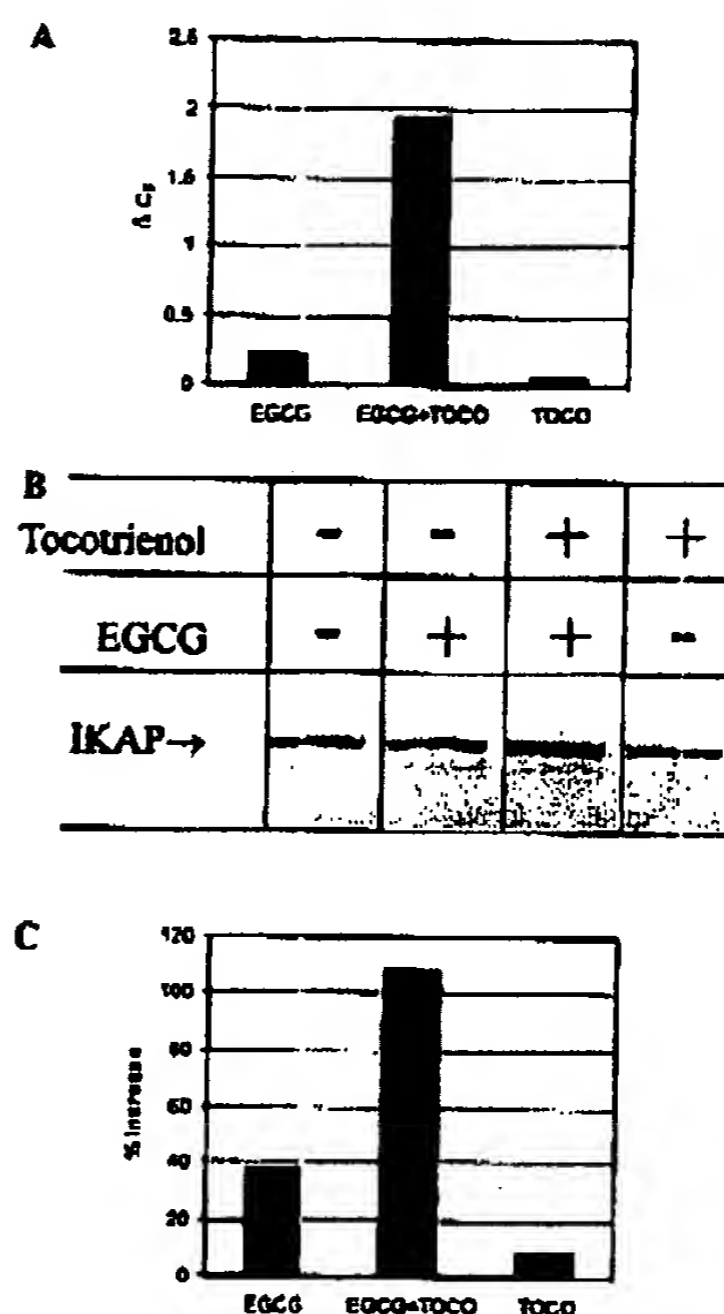 A
2.5
2
1.5
1
0.5
0
Δ C
EGCG EGCG+TOCO TOCO
B
Tocotrienol - - + +
EGCG - + + -
IKAP→
C
120
100
80
60
40
20
0
% Increase
EGCG EGCG+TOCO TOCO